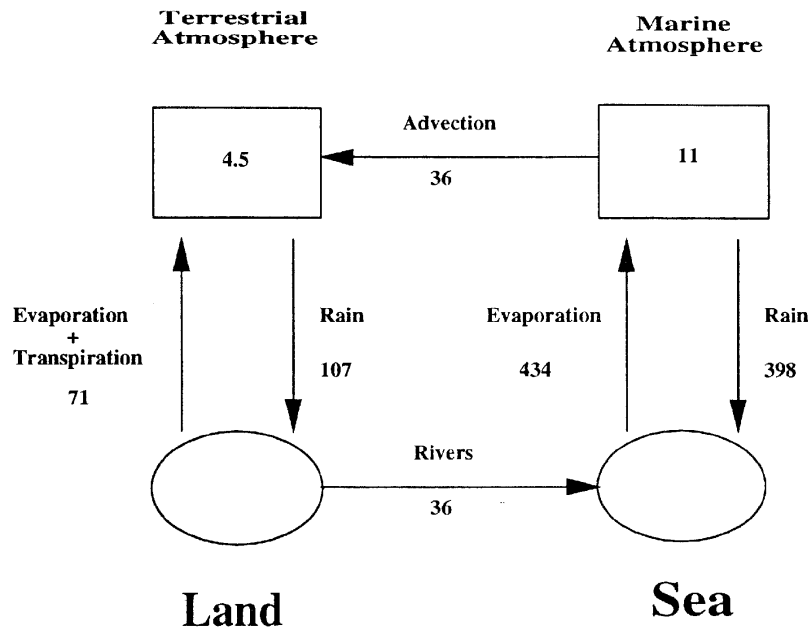 Terrestrial
Atmosphere
Marine
Atmosphere
Advection
4.5
36
11
Evaporation
+
Transpiration
71
Rain
107
Evaporation
434
Rain
398
Rivers
36
Land
Sea